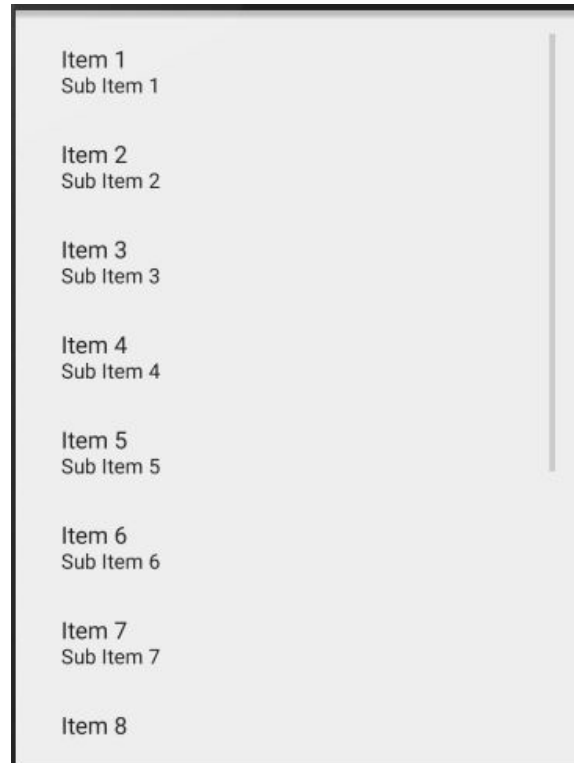 Item 1
Sub Item 1
Item 2
Sub Item 2
Item 3
Sub Item 3
Item 4
Sub Item 4
Item 5
Sub Item 5
Item 6
Sub Item 6
Item 7
Sub Item 7
Item 8